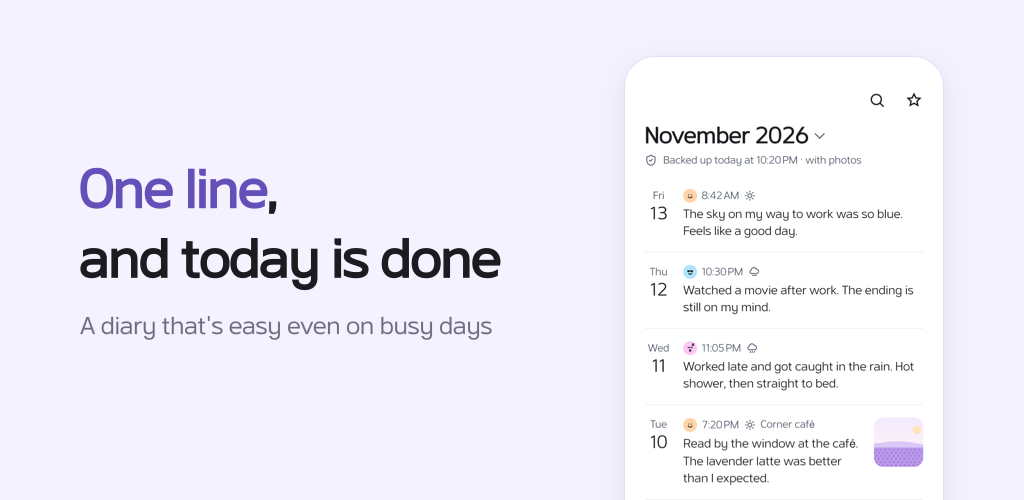 One line,
and today is done
A diary that's easy even on busy days
November 2026
Backed up today at 10:20 PM · with photos
Fri
13
8:42 AM
The sky on my way to work was so blue.
Feels like a good day.
Thu
12
10:30 PM
Watched a movie after work. The ending is
still on my mind.
Wed
11
11:05 PM
Worked late and got caught in the rain. Hot
shower, then straight to bed.
Tue
10
7:20 PM Corner café
Read by the window at the café.
The lavender latte was better
than I expected.